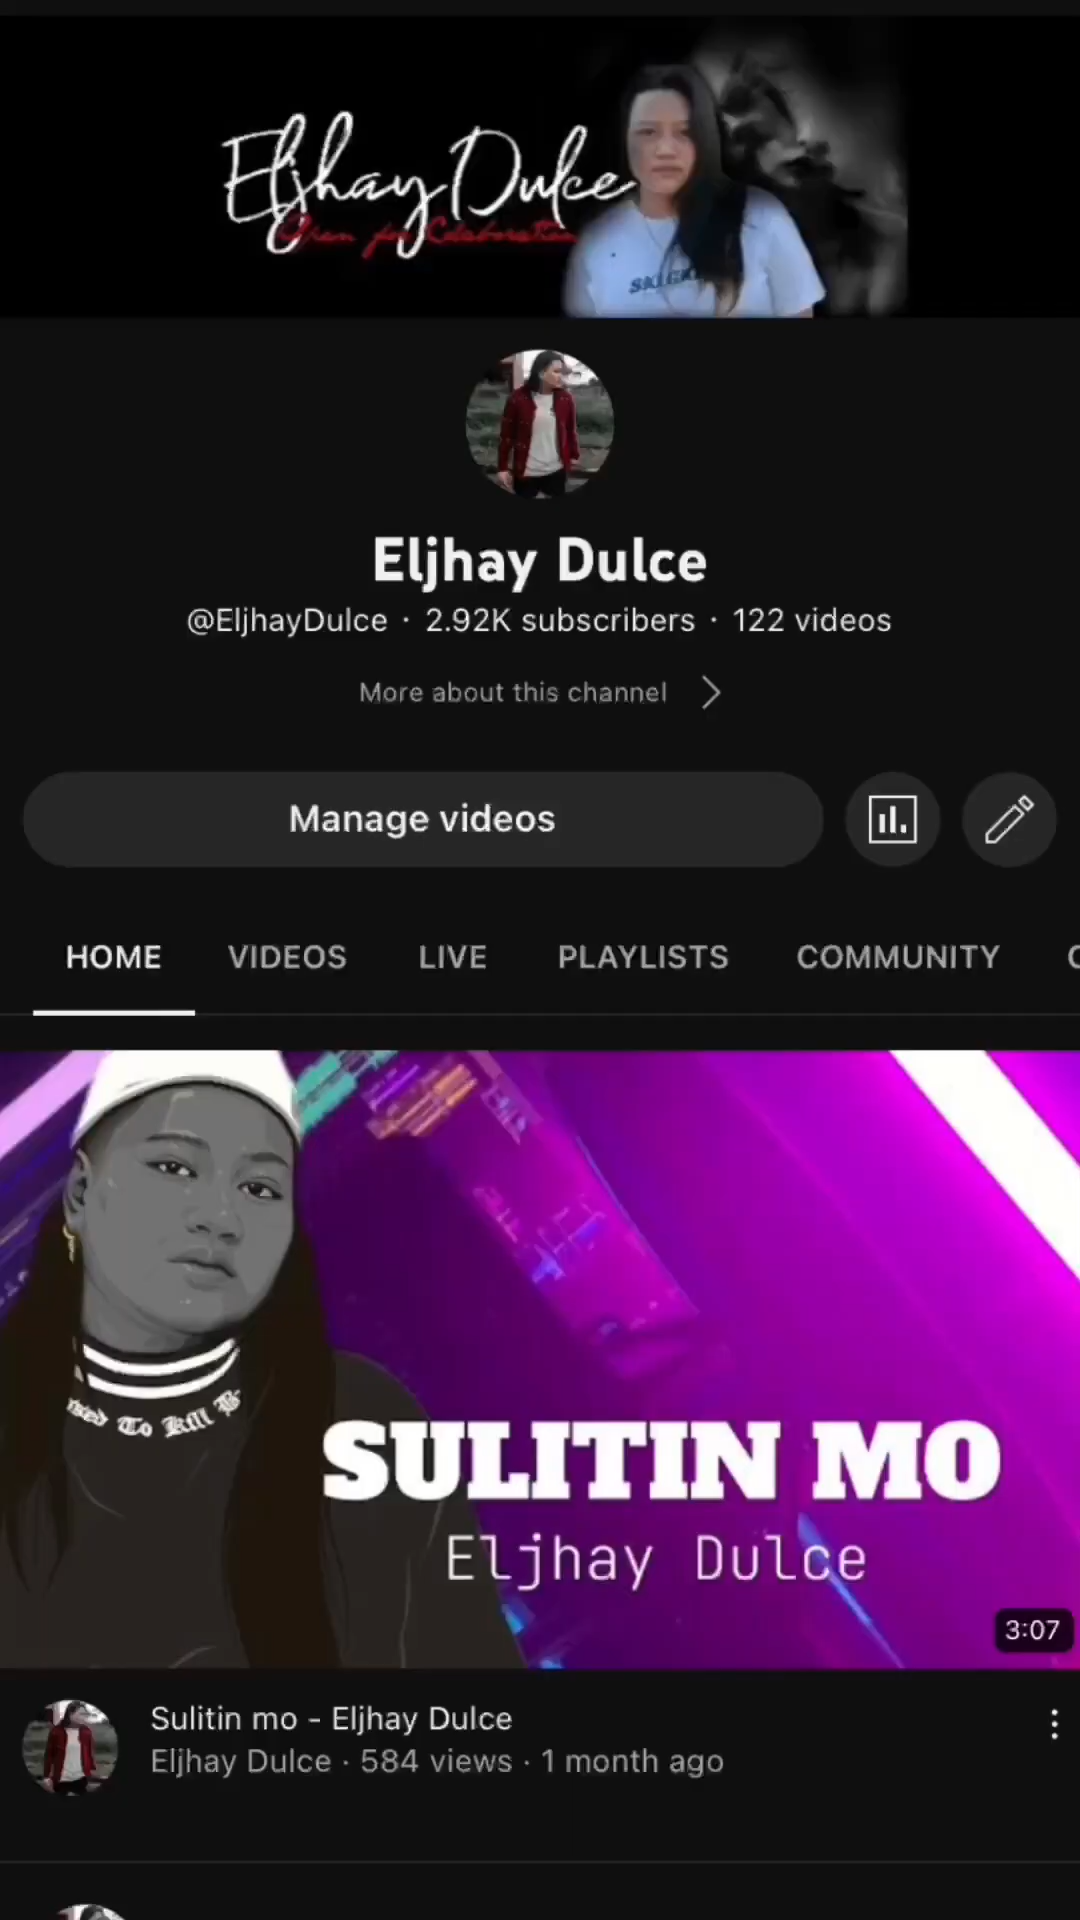 Eljhay Dulce
Open for
Eljhay Dulce
@EljhayDulce · 2.92K subscribers · 122 videos
More about this channel
Manage videos
HOME VIDEOS LIVE PLAYLISTS COMMUNITY
To Kill
SULITIN MO
Eljhay Dulce
3:07
Sulitin mo - Eljhay Dulce
Eljhay Dulce · 584 views · 1 month ago